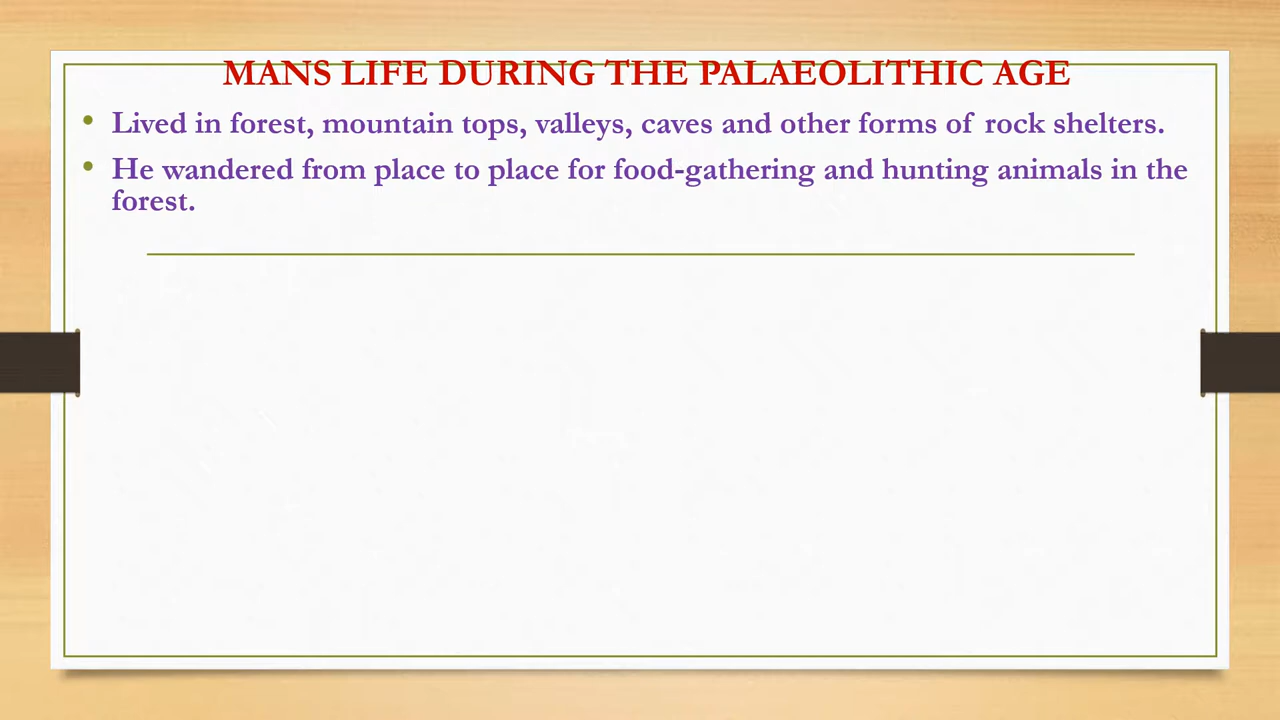 MANS LIFE DURING THE PALAEOLITHIC AGE
• Lived in forest, mountain tops, valleys, caves and other forms of rock shelters.
• He wandered from place to place for food-gathering and hunting animals in the
forest.